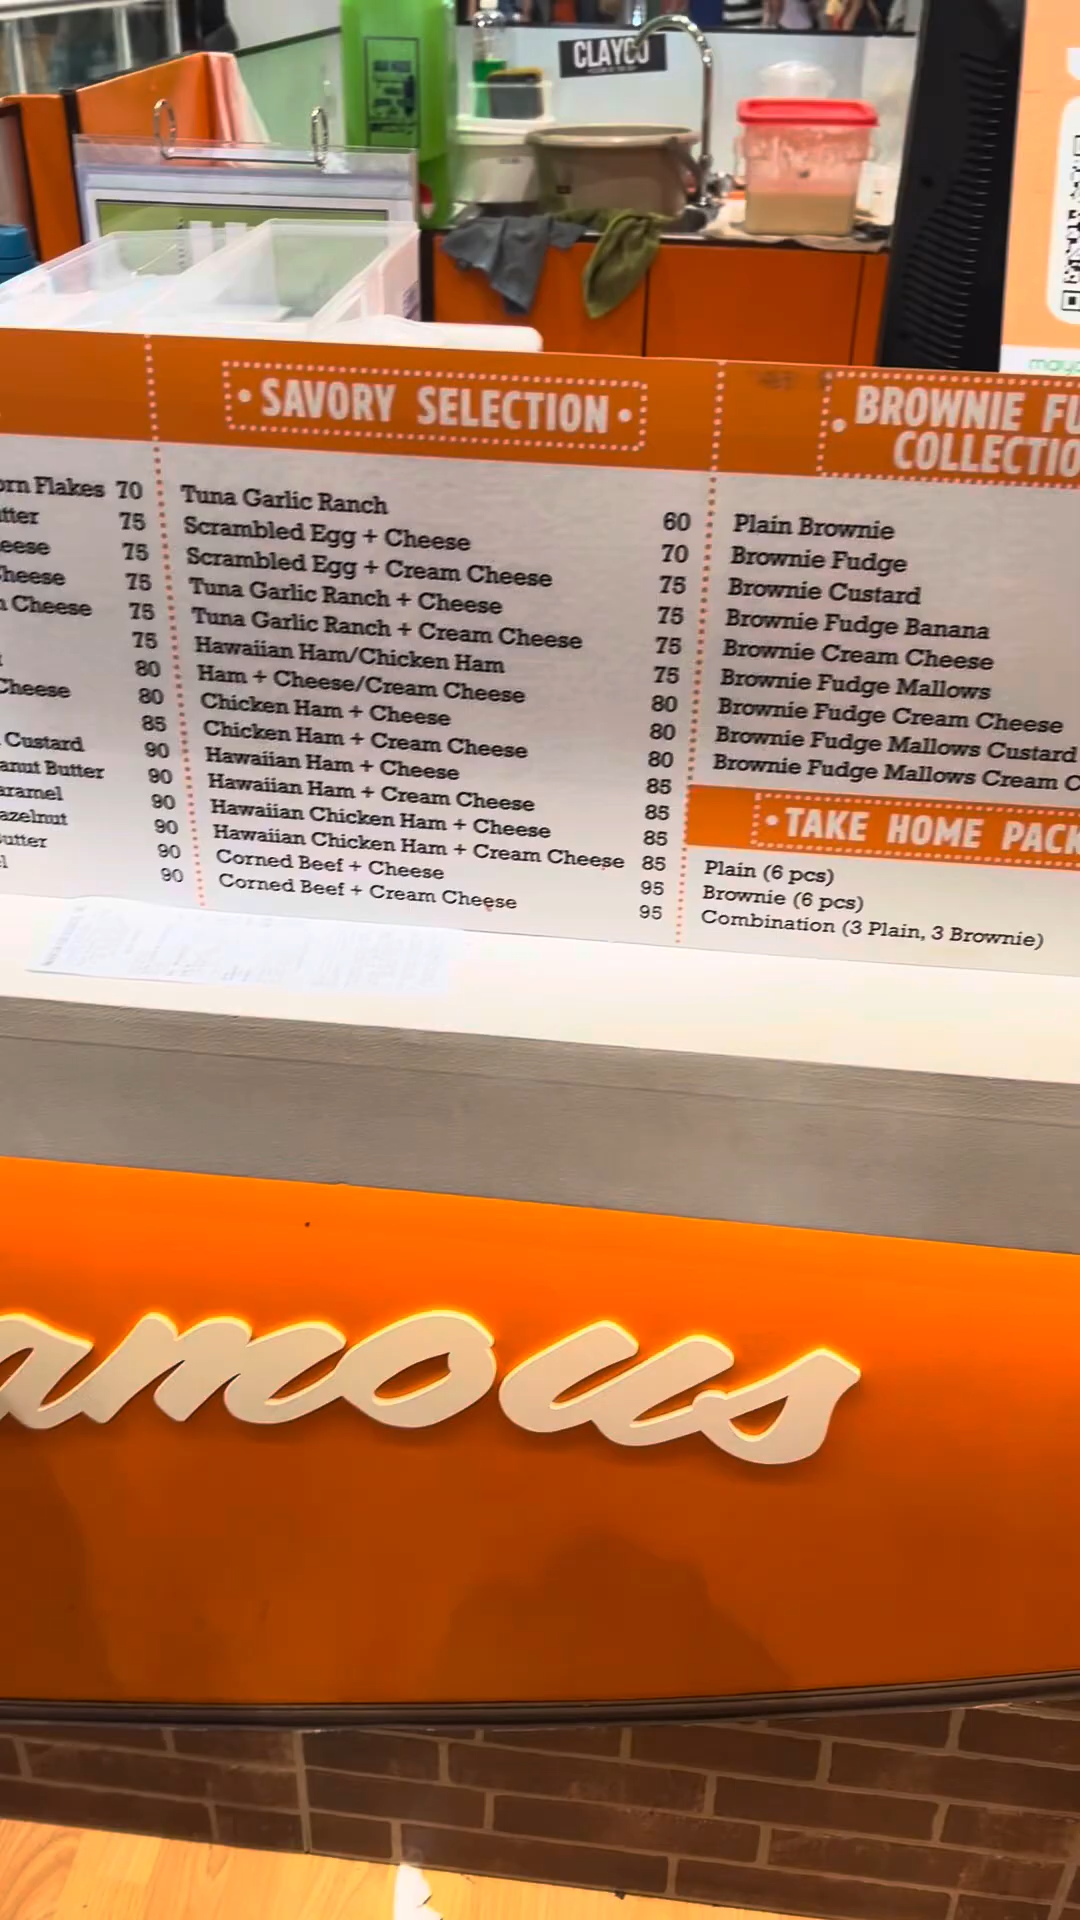 CLAYCO
SAVORY SELECTION
BROWNIE FU
COLLECTIO
orn Flakes 70
tter 75
eese 75
heese 75
n Cheese 75
75
80
Cheese 80
85
Custard 90
anut Butter 90
aramel 90
azelnut 90
utter 90
l 90
Tuna Garlic Ranch 60
Scrambled Egg + Cheese 70
Scrambled Egg + Cream Cheese 75
Tuna Garlic Ranch + Cheese 75
Tuna Garlic Ranch + Cream Cheese 75
Hawaiian Ham/Chicken Ham 75
Ham + Cheese/Cream Cheese 80
Chicken Ham + Cheese 80
Chicken Ham + Cream Cheese 80
Hawaiian Ham + Cheese 85
Hawaiian Ham + Cream Cheese 85
Hawaiian Chicken Ham + Cheese 85
Hawaiian Chicken Ham + Cream Cheese 85
Corned Beef + Cheese 95
Corned Beef + Cream Cheese 95
Plain Brownie
Brownie Fudge
Brownie Custard
Brownie Fudge Banana
Brownie Cream Cheese
Brownie Fudge Mallows
Brownie Fudge Cream Cheese
Brownie Fudge Mallows Custard
Brownie Fudge Mallows Cream C
TAKE HOME PACK
Plain (6 pcs)
Brownie (6 pcs)
Combination (3 Plain, 3 Brownie)
amous